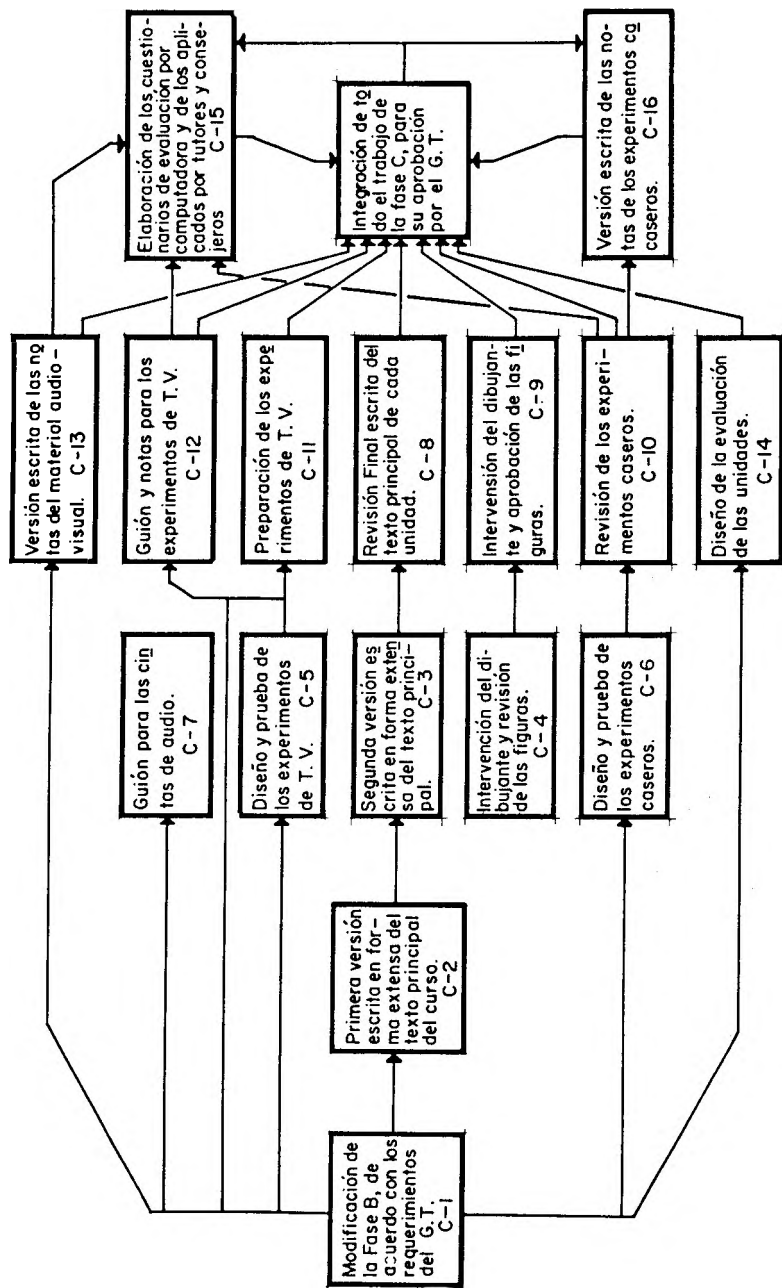 Modificación de
la Fase B, de
acuerdo con los
requerimientos
del G.T.
C-1
Primera versión
escrita en for-
ma extensa del
texto principal
del curso.
C-2
Guión para las cin
tas de audio.
C-7
Diseño y prueba de
los experimentos
de T. V. C-5
Segunda versión es
crita en forma exten
sa del texto princi-
pal. C-3
Intervención del di-
bujante y revisión
de las figuras.
C-4
Diseño y prueba de
los experimentos
caseros. C-6
Versión escrita de las no
tas del material audio-
visual. C-13
Guión y notas para los
experimentos de T. V.
C-12
Preparación de los expe
rimentos de T. V.
C-11
Revisión Final escrita del
texto principal de cada
unidad. C-8
Intervensión del dibujan-
te y aprobación de las fi
guras. C-9
Revisión de los experi-
mentos caseros.
C-10
Diseño de la evaluación
de las unidades.
C-14
Elaboración de los cuestio-
narios de evaluación por
computadora y de los apli-
cados por tutores y conse-
jeros C-15
Integración de to
do el trabajo de
la fase C, para
su aprobación
por el G. T.
Versión escrita de las no-
tas de los experimentos ca
caseros. C-16